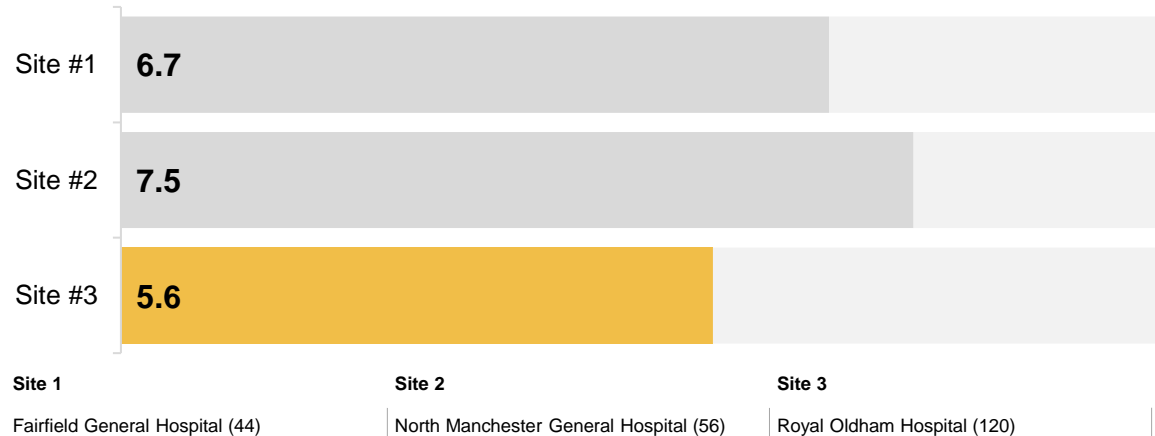 Site #1
6.7
Site #2
7.5
Site #3
5.6
Site 1
Site 2
Site 3
Fairfield General Hospital (44)
North Manchester General Hospital (56)
Royal Oldham Hospital (120)